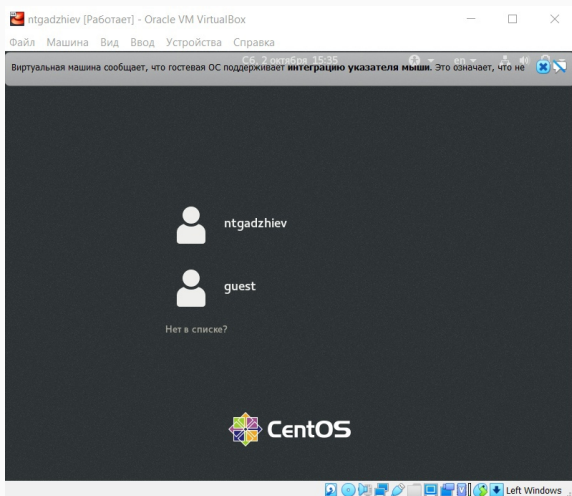 ntgadzhiev [Работает] - Oracle VM VirtualBox
Файл Машина Вид Ввод Устройства Справка
Сб, 2 октября 15:35 en
Виртуальная машина сообщает, что гостевая ОС поддерживает интеграцию указателя мыши. Это означает, что не
ntgadzhiev
guest
Нет в списке?
CentOS
Left Windows